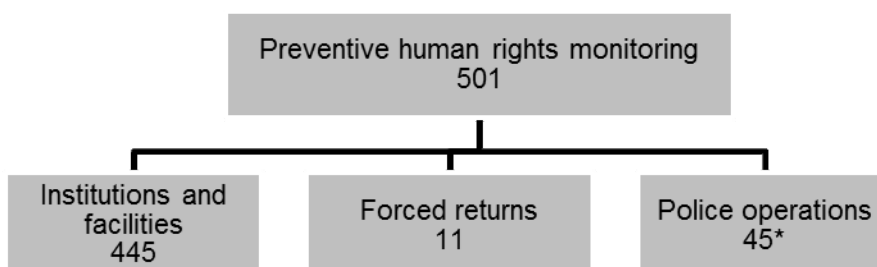 Preventive human rights monitoring
501
Institutions and
facilities
445
Forced returns
11
Police operations
45*